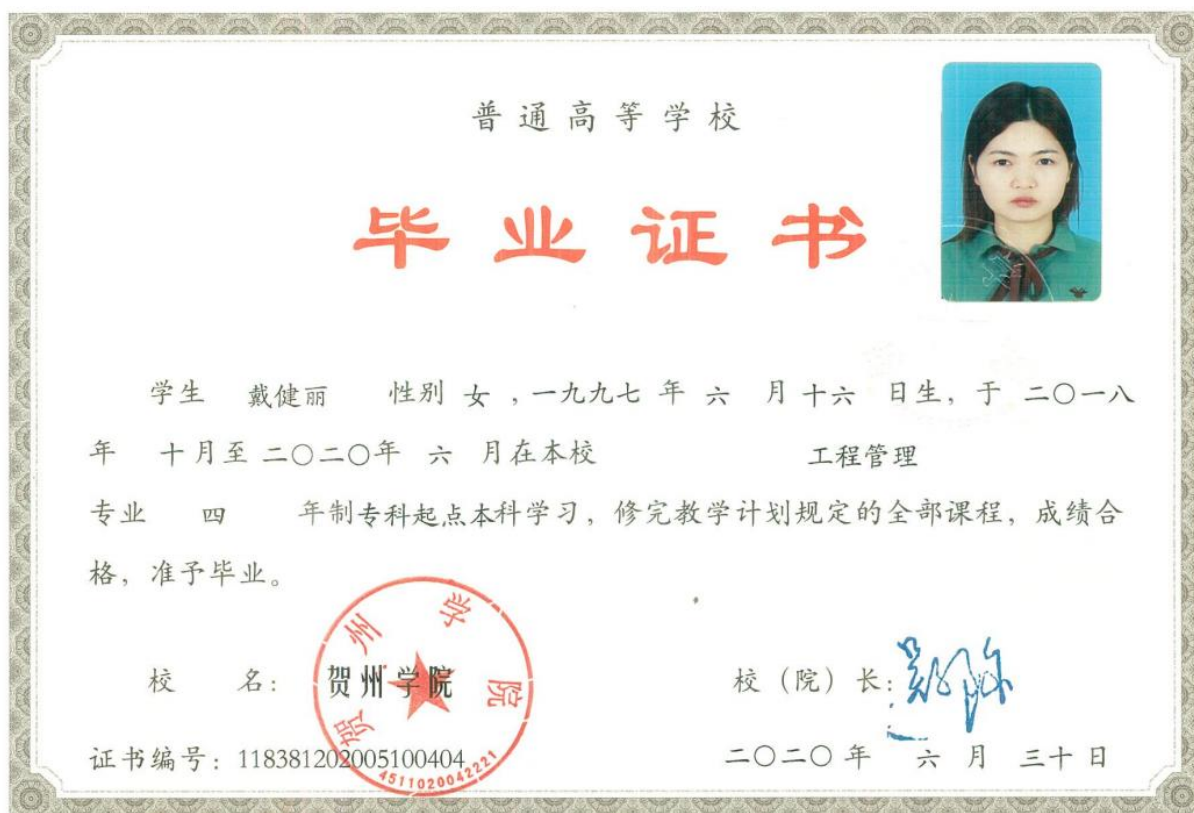 普通高等学校
毕业证书
学生 戴健丽 性别 女，一九九七 年 六 月 十六 日生，于 二〇一八
年 十月至 二〇二〇年 六 月在本校 工程管理
专业 四 年制专科起点本科学习，修完教学计划规定的全部课程，成绩合
格，准予毕业。
校 名： 贺州学院
贺州学院
4511020042221
校（院）长：
证书编号：118381202005100404
二〇二〇 年 六 月 三十 日